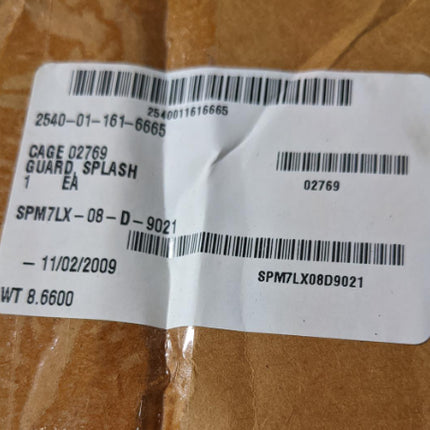 2540011616665
2540-01-161-6665
CAGE 02769
GUARD, SPLASH
1 EA
02769
SPM7LX-08-D-9021
- 11/02/2009
SPM7LX08D9021
WT 8.6600